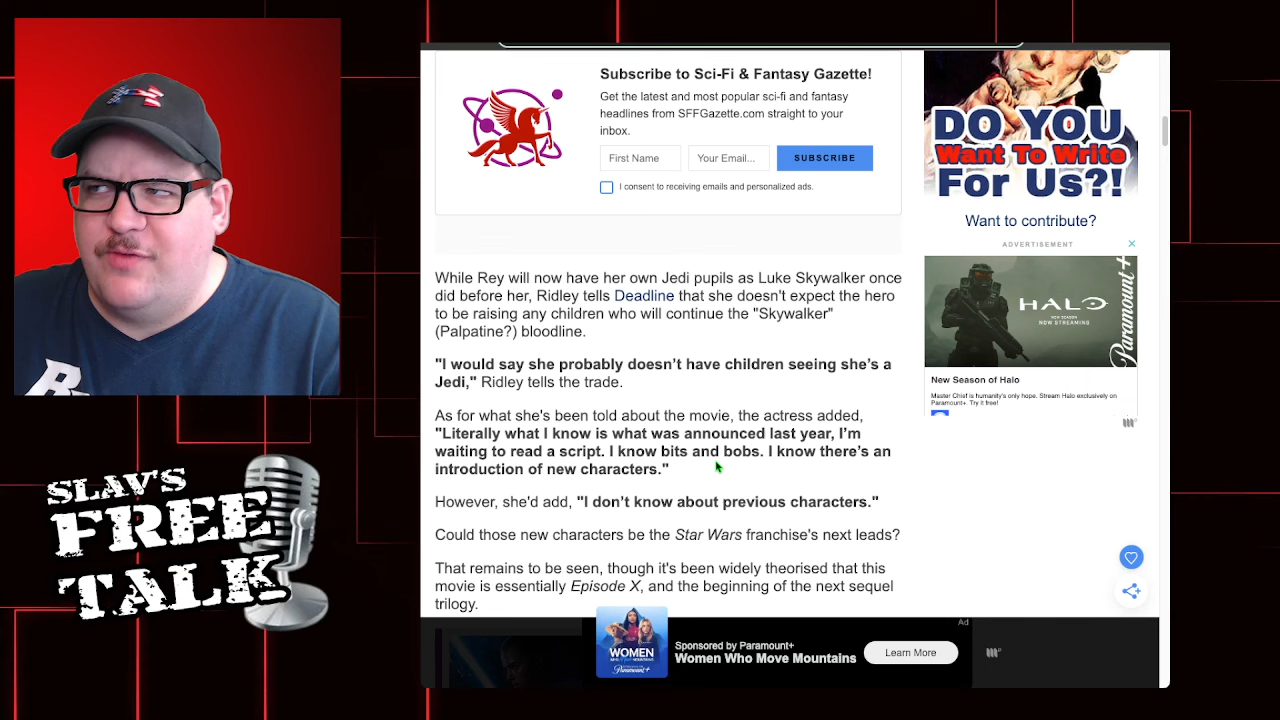 Subscribe to Sci-Fi & Fantasy Gazette!
Get the latest and most popular sci-fi and fantasy
headlines from SFFGazette.com straight to your
inbox.
First Name
Your Email...
SUBSCRIBE
I consent to receiving emails and personalized ads.
While Rey will now have her own Jedi pupils as Luke Skywalker once
did before her, Ridley tells Deadline that she doesn't expect the hero
to be raising any children who will continue the "Skywalker"
(Palpatine?) bloodline.
"I would say she probably doesn’t have children seeing she’s a
Jedi," Ridley tells the trade.
As for what she's been told about the movie, the actress added,
"Literally what I know is what was announced last year, I’m
waiting to read a script. I know bits and bobs. I know there’s an
introduction of new characters."
However, she'd add, "I don’t know about previous characters."
Could those new characters be the Star Wars franchise's next leads?
That remains to be seen, though it's been widely theorised that this
movie is essentially Episode X, and the beginning of the next sequel
trilogy.
DO YOU
Want To Write
For Us?!
Want to contribute?
ADVERTISEMENT
HALO
NEW SEASON
NOW STREAMING
Paramount+
New Season of Halo
Master Chief is humanity's only hope. Stream Halo exclusively on
Paramount+. Try it free!
SLAV'S
FREE
TALK
WOMEN
Paramount+
Sponsored by Paramount+
Women Who Move Mountains
Learn More
Ad